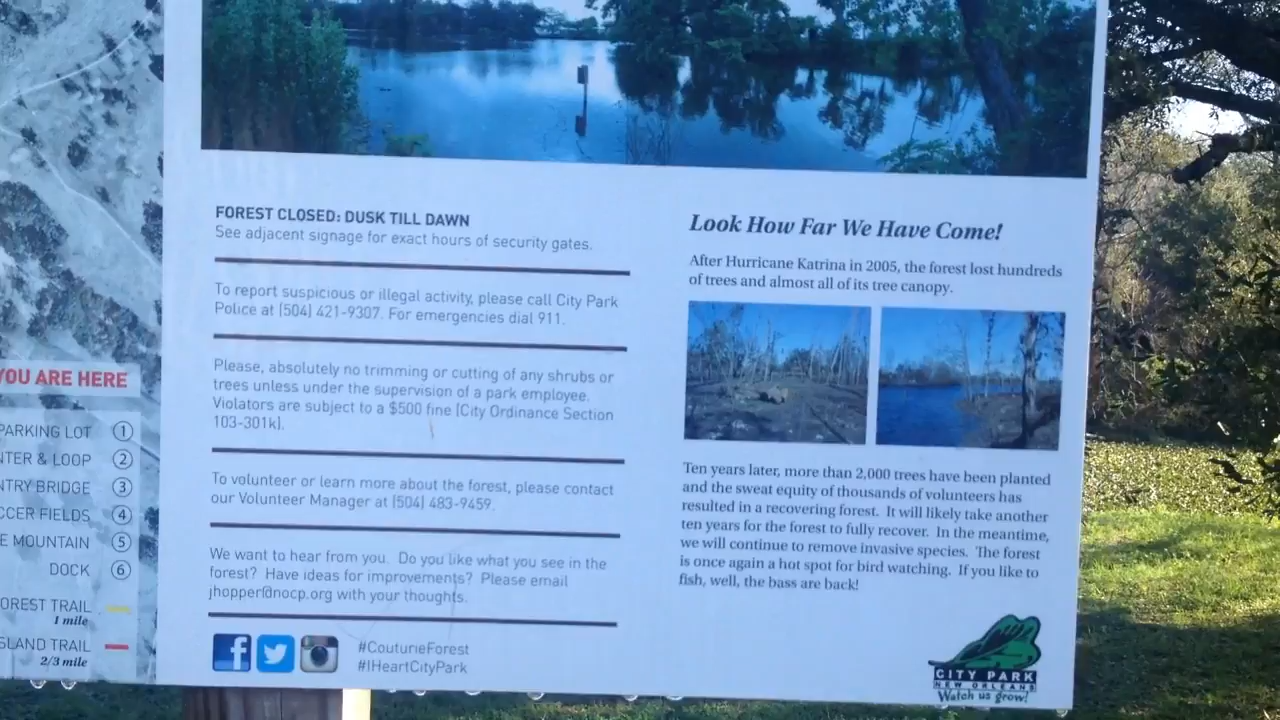 YOU ARE HERE
PARKING LOT 1
NTER & LOOP 2
NTRY BRIDGE 3
CCER FIELDS 4
E MOUNTAIN 5
DOCK 6
OREST TRAIL
1 mile
SLAND TRAIL
2/3 mile
FOREST CLOSED: DUSK TILL DAWN
See adjacent signage for exact hours of security gates.
To report suspicious or illegal activity, please call City Park
Police at (504) 421-9307. For emergencies dial 911.
Please, absolutely no trimming or cutting of any shrubs or
trees unless under the supervision of a park employee.
Violators are subject to a $500 fine (City Ordinance Section
103-301k).
To volunteer or learn more about the forest, please contact
our Volunteer Manager at (504) 483-9459.
We want to hear from you. Do you like what you see in the
forest? Have ideas for improvements? Please email
jhopper@nocp.org with your thoughts.
#CouturieForest
#IHeartCityPark
Look How Far We Have Come!
After Hurricane Katrina in 2005, the forest lost hundreds
of trees and almost all of its tree canopy.
Ten years later, more than 2,000 trees have been planted
and the sweat equity of thousands of volunteers has
resulted in a recovering forest. It will likely take another
ten years for the forest to fully recover. In the meantime,
we will continue to remove invasive species. The forest
is once again a hot spot for bird watching. If you like to
fish, well, the bass are back!
CITY PARK
NEW ORLEANS
Watch us grow!